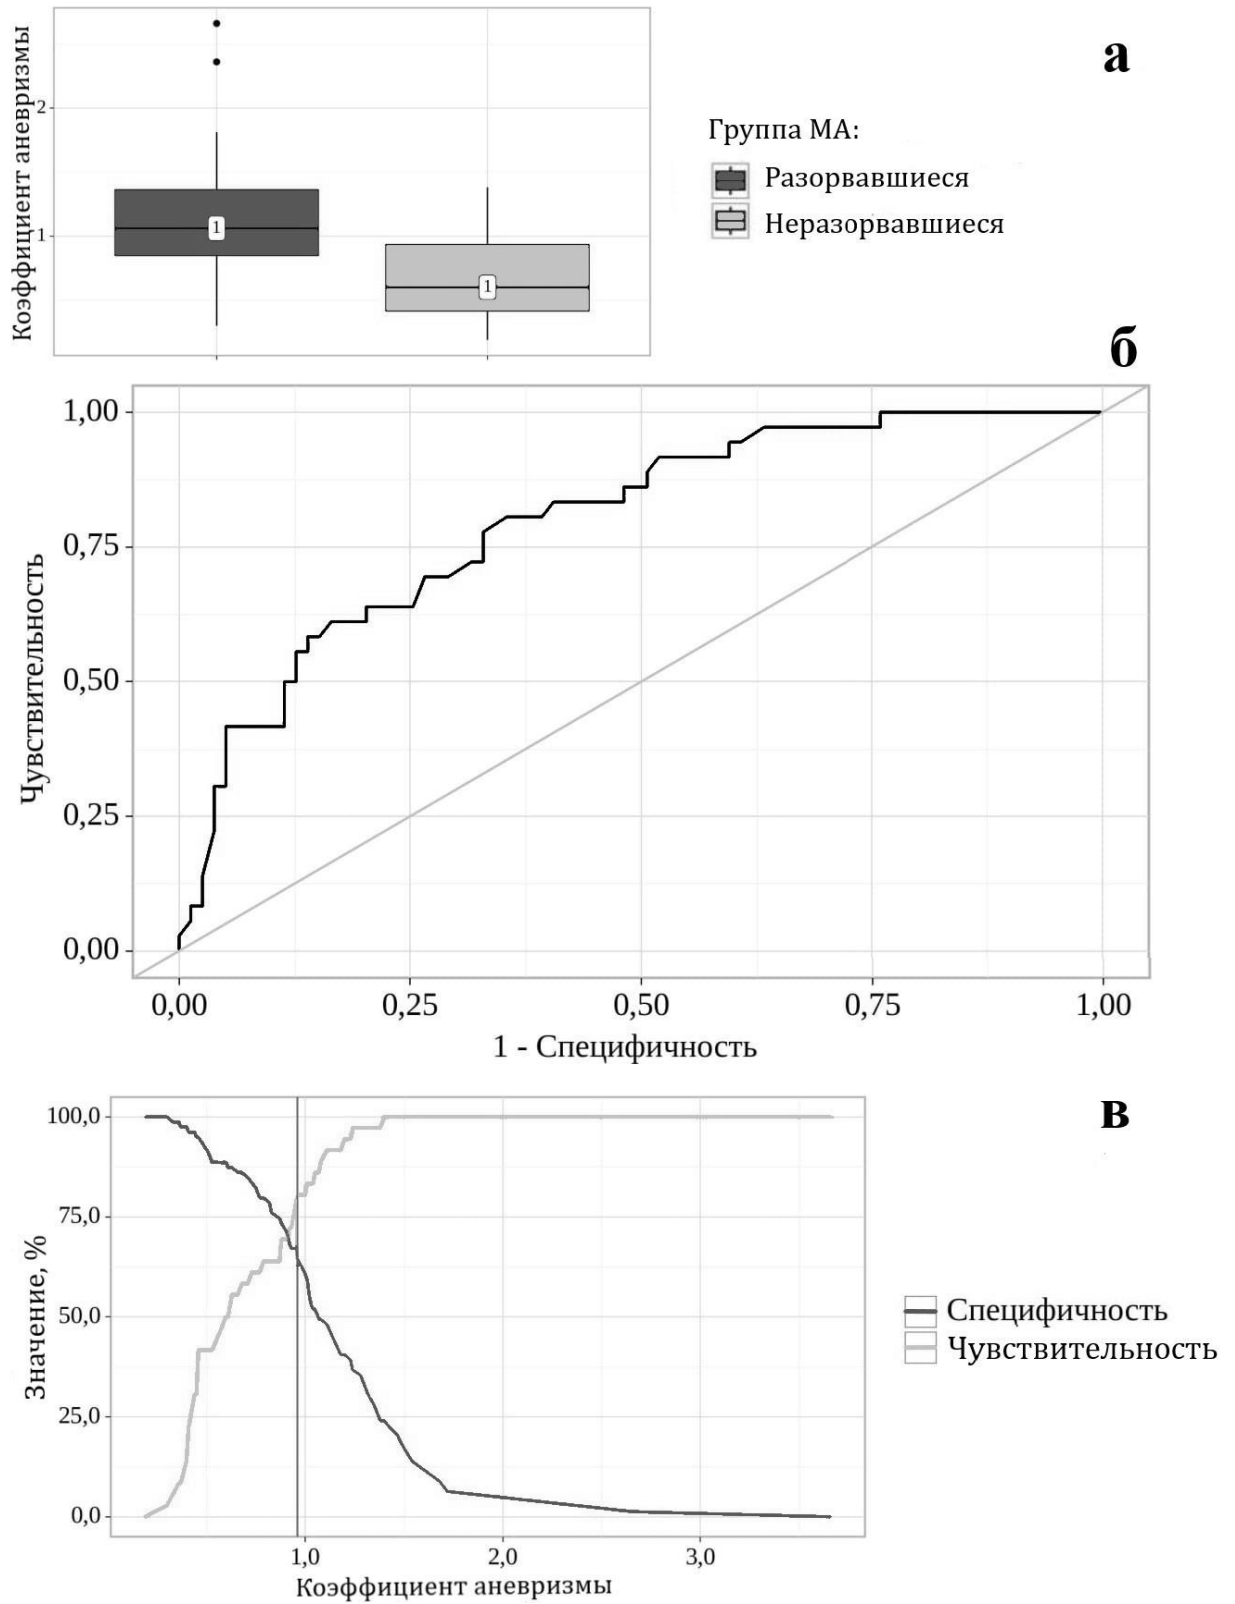 а
Коэффициент аневризмы
2
1
1
1
Группа МА:
Разорвавшиеся
Неразорвавшиеся
б
Чувствительность
1,00
0,75
0,50
0,25
0,00
0,00 0,25 0,50 0,75 1,00
1 - Специфичность
в
Значение, %
100,0
75,0
50,0
25,0
0,0
1,0 2,0 3,0
Коэффициент аневризмы
Специфичность
Чувствительность